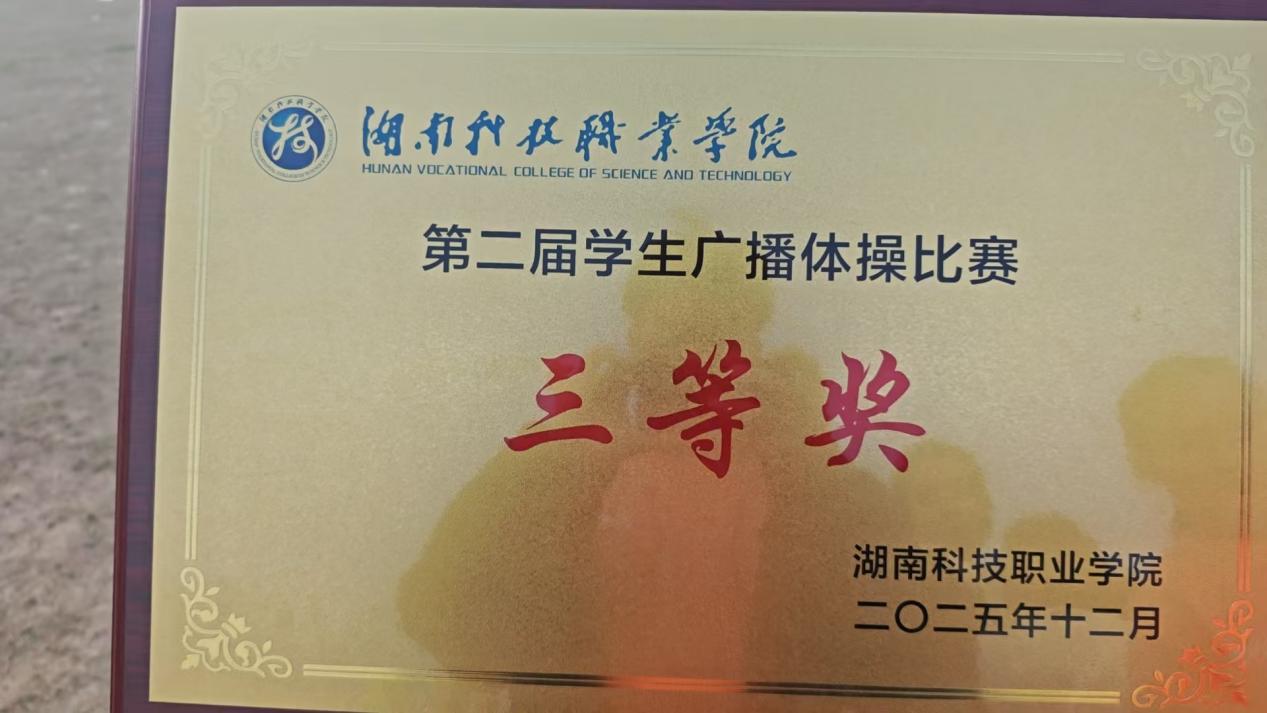 湖南科技职业学院
HUNAN VOCATIONAL COLLEGE OF SCIENCE AND TECHNOLOGY
第二届学生广播体操比赛
三等奖
湖南科技职业学院
二〇二五年十二月